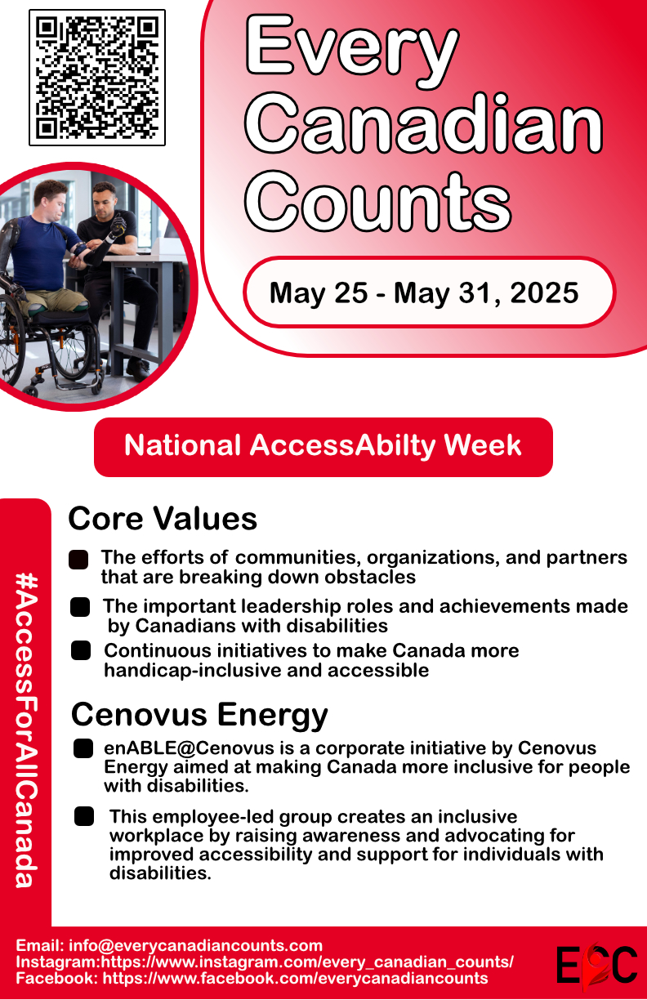 Every
Canadian
Counts
May 25 - May 31, 2025
National AccessAbilty Week
#AccessForAllCanada
Core Values
The efforts of communities, organizations, and partners
that are breaking down obstacles
The important leadership roles and achievements made
by Canadians with disabilities
Continuous initiatives to make Canada more
handicap-inclusive and accessible
Cenovus Energy
enABLE@Cenovus is a corporate initiative by Cenovus
Energy aimed at making Canada more inclusive for people
with disabilities.
This employee-led group creates an inclusive
workplace by raising awareness and advocating for
improved accessibility and support for individuals with
disabilities.
Email: info@everycanadiancounts.com
Instagram:https://www.instagram.com/every_canadian_counts/
Facebook: https://www.facebook.com/everycanadiancounts
ECC